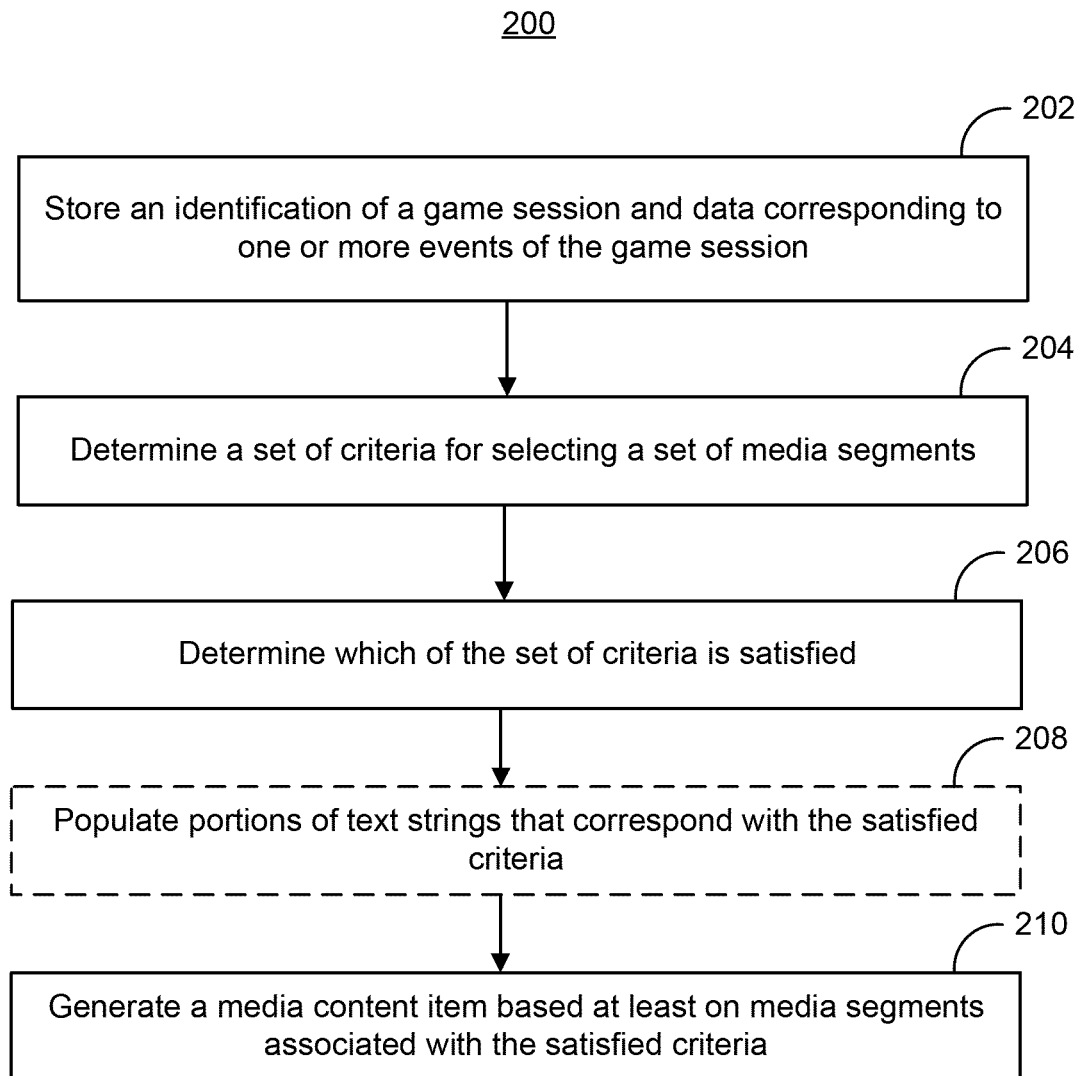 200
202
Store an identification of a game session and data corresponding to
one or more events of the game session
204
Determine a set of criteria for selecting a set of media segments
206
Determine which of the set of criteria is satisfied
208
Populate portions of text strings that correspond with the satisfied
criteria
210
Generate a media content item based at least on media segments
associated with the satisfied criteria